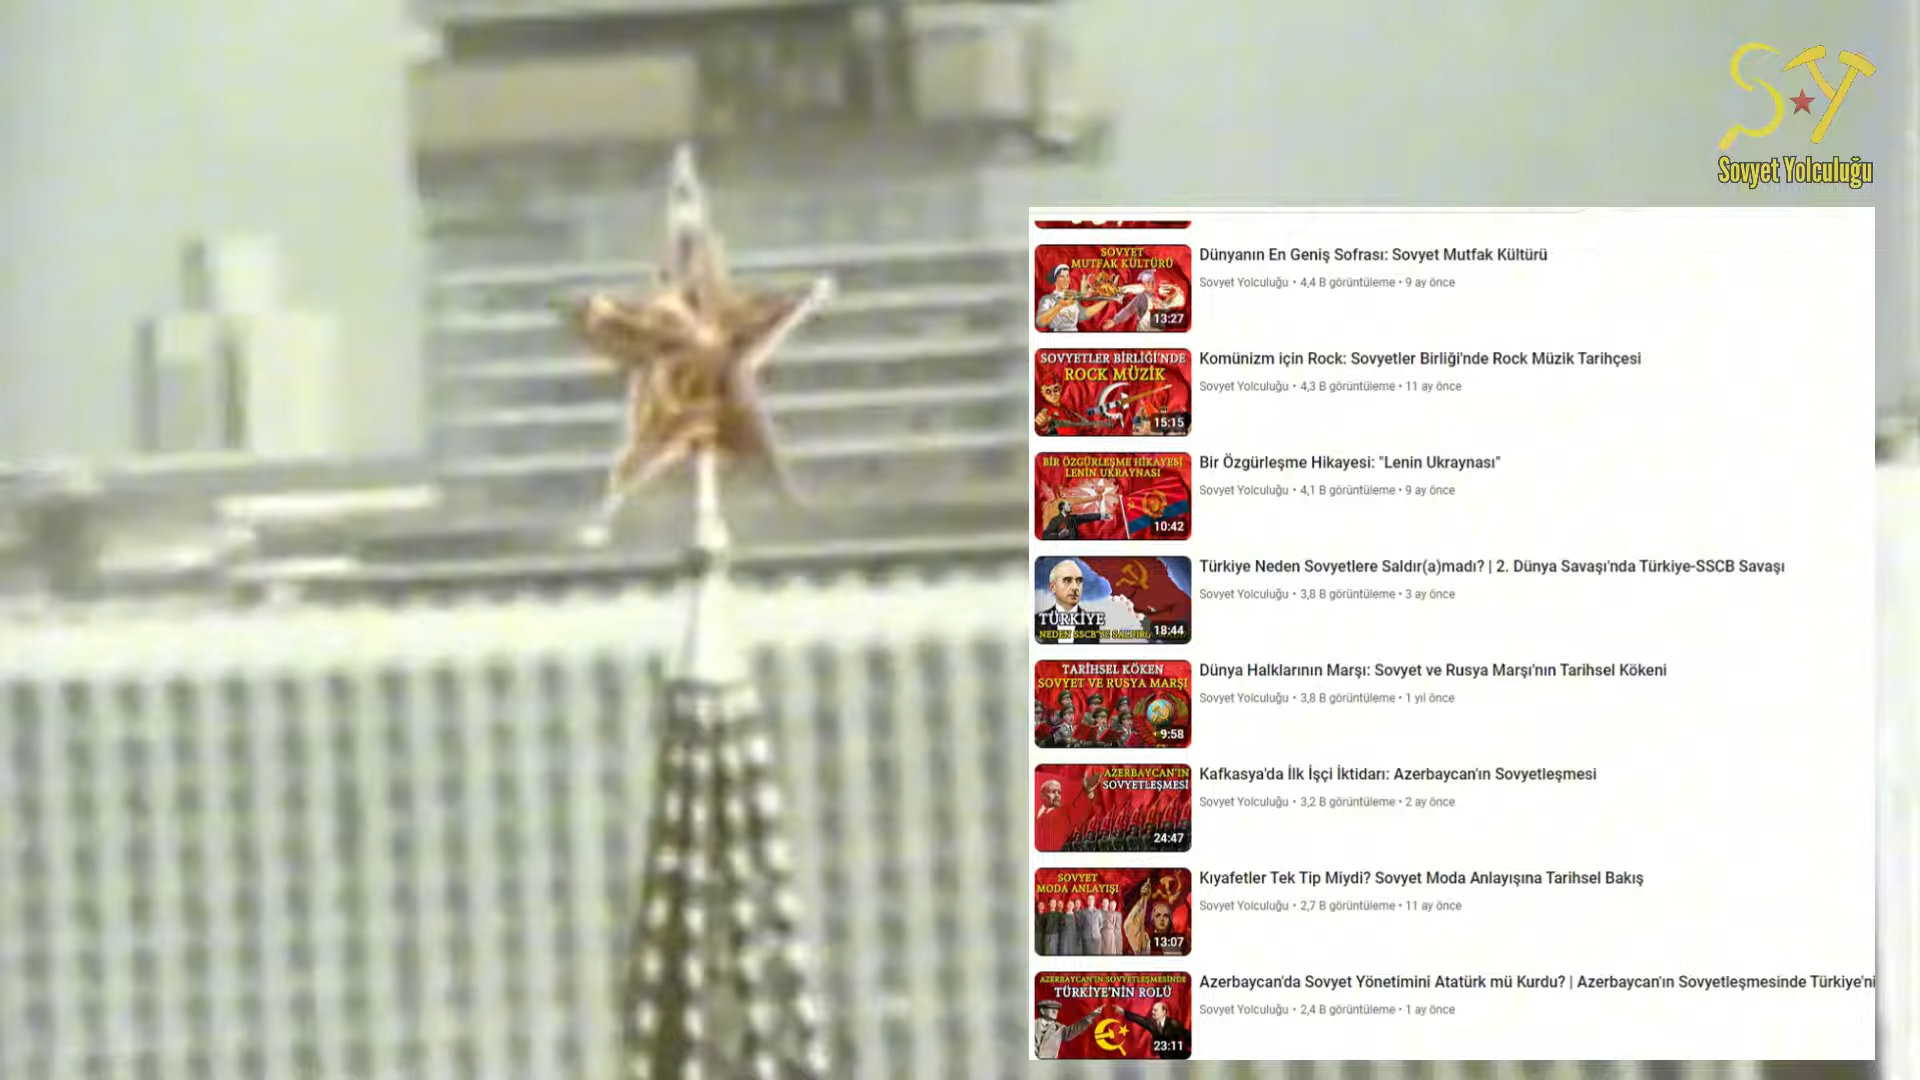 SY
Sovyet Yolculuğu
SOVYET
MUTFAK KÜLTÜRÜ
13:27
Dünyanın En Geniş Sofrası: Sovyet Mutfak Kültürü
Sovyet Yolculuğu • 4,4 B görüntüleme • 9 ay önce
SOVYETLER BİRLİĞİ'NDE
ROCK MÜZİK
15:15
Komünizm için Rock: Sovyetler Birliği'nde Rock Müzik Tarihçesi
Sovyet Yolculuğu • 4,3 B görüntüleme • 11 ay önce
BİR ÖZGÜRLEŞME HİKAYESİ
LENİN UKRAYNASI
10:42
Bir Özgürleşme Hikayesi: "Lenin Ukraynası"
Sovyet Yolculuğu • 4,1 B görüntüleme • 9 ay önce
TÜRKİYE
NEDEN SSCB'YE
18:44
Türkiye Neden Sovyetlere Saldır(a)madı? | 2. Dünya Savaşı'nda Türkiye-SSCB Savaşı
Sovyet Yolculuğu • 3,8 B görüntüleme • 3 ay önce
TARİHSEL KÖKEN
SOVYET VE RUSYA MARŞI
9:58
Dünya Halklarının Marşı: Sovyet ve Rusya Marşı'nın Tarihsel Kökeni
Sovyet Yolculuğu • 3,8 B görüntüleme • 1 yıl önce
AZERBAYCAN'IN
SOVYETLEŞMESİ
24:47
Kafkasya'da İlk İşçi İktidarı: Azerbaycan'ın Sovyetleşmesi
Sovyet Yolculuğu • 3,2 B görüntüleme • 2 ay önce
SOVYET
MODA ANLAYIŞI
13:07
Kıyafetler Tek Tip Miydi? Sovyet Moda Anlayışına Tarihsel Bakış
Sovyet Yolculuğu • 2,7 B görüntüleme • 11 ay önce
AZERBAYCAN'IN SOVYETLEŞMESİNDE
TÜRKİYE'NİN ROLÜ
23:11
Azerbaycan'da Sovyet Yönetimini Atatürk mü Kurdu? | Azerbaycan'ın Sovyetleşmesinde Türkiye'ni
Sovyet Yolculuğu • 2,4 B görüntüleme • 1 ay önce